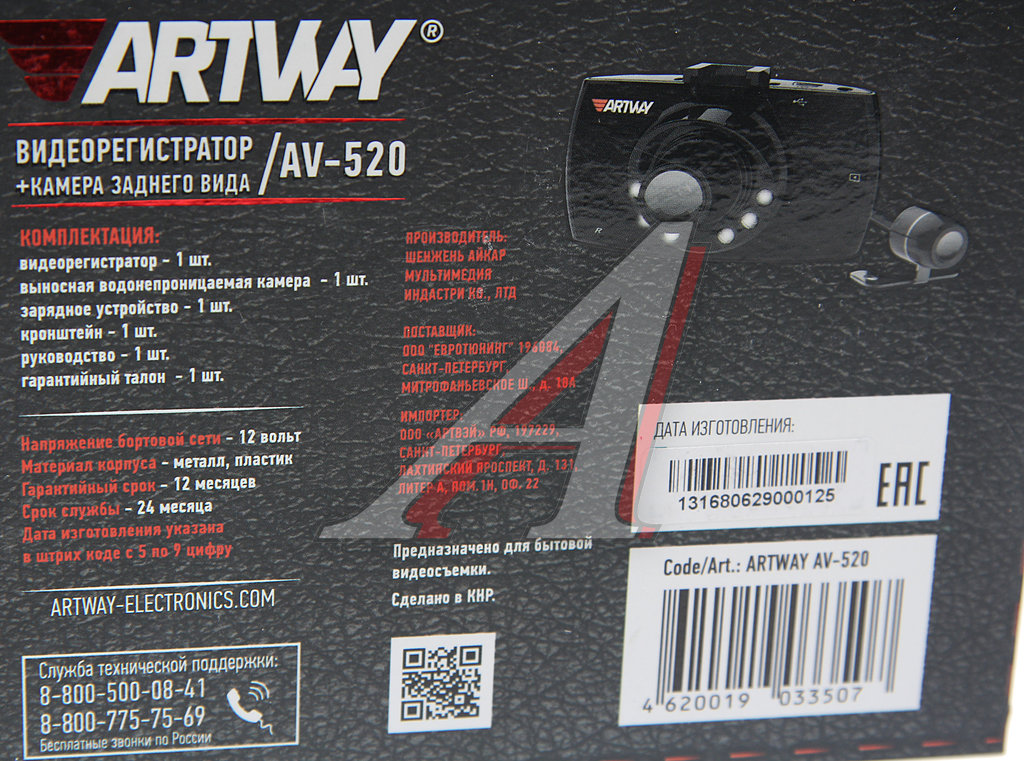 ARTWAY®
ВИДЕОРЕГИСТРАТОР
+КАМЕРА ЗАДНЕГО ВИДА
/AV-520
КОМПЛЕКТАЦИЯ:
видеорегистратор – 1 шт.
выносная водонепроницаемая камера – 1 шт.
зарядное устройство – 1 шт.
кронштейн – 1 шт.
руководство – 1 шт.
гарантийный талон – 1 шт.
Напряжение бортовой сети – 12 вольт
Материал корпуса – металл, пластик
Гарантийный срок – 12 месяцев
Срок службы – 24 месяца
Дата изготовления указана
в штрих коде с 5 по 9 цифру
ARTWAY-ELECTRONICS.COM
Служба технической поддержки:
8-800-500-08-41
8-800-775-75-69
Бесплатные звонки по России
ПРОИЗВОДИТЕЛЬ:
ШЕНЖЕНЬ АЙКАР
МУЛЬТИМЕДИЯ
ИНДАСТРИ КО., ЛТД
ПОСТАВЩИК:
ООО "ЕВРОТЮНИНГ" 196084,
САНКТ-ПЕТЕРБУРГ,
МИТРОФАНЬЕВСКОЕ Ш., д. 10А
ИМПОРТЕР:
ООО «АРТВЭЙ» РФ, 197229,
САНКТ-ПЕТЕРБУРГ
ЛАХТИНСКИЙ ПРОСПЕКТ, Д. 131,
ЛИТЕР А, ПОМ. 1Н, ОФ. 22
Предназначено для бытовой
видеосъемки.
Сделано в КНР.
ARTWAY
R
ДАТА ИЗГОТОВЛЕНИЯ:
131680629000125
EAC
Code/Art.: ARTWAY AV-520
4 620019 033507